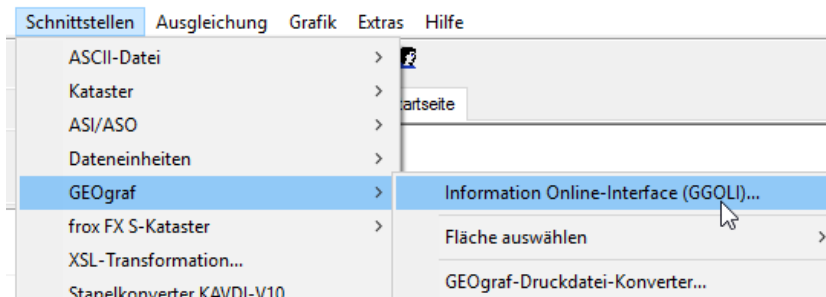 Schnittstellen Ausgleichung Grafik Extras Hilfe
ASCII-Datei
Kataster
artseite
ASI/ASO
Dateneinheiten
GEOgraf
Information Online-Interface (GGOLI)...
frox FX S-Kataster
Fläche auswählen
XSL-Transformation...
GEOgraf-Druckdatei-Konverter...
Stapelkonverter KAVDI-V10